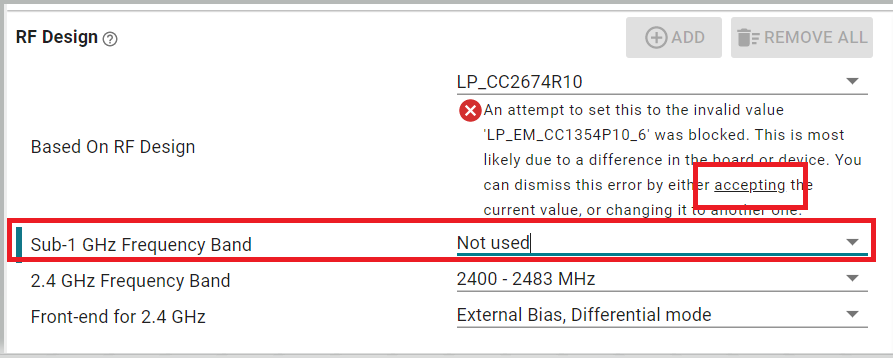 RF Design ?
ADD
REMOVE ALL
LP_CC2674R10
Based On RF Design
An attempt to set this to the invalid value
'LP_EM_CC1354P10_6' was blocked. This is most
likely due to a difference in the board or device. You
can dismiss this error by either accepting the
current value, or changing it to another one.
Sub-1 GHz Frequency Band Not used
2.4 GHz Frequency Band 2400 - 2483 MHz
Front-end for 2.4 GHz External Bias, Differential mode